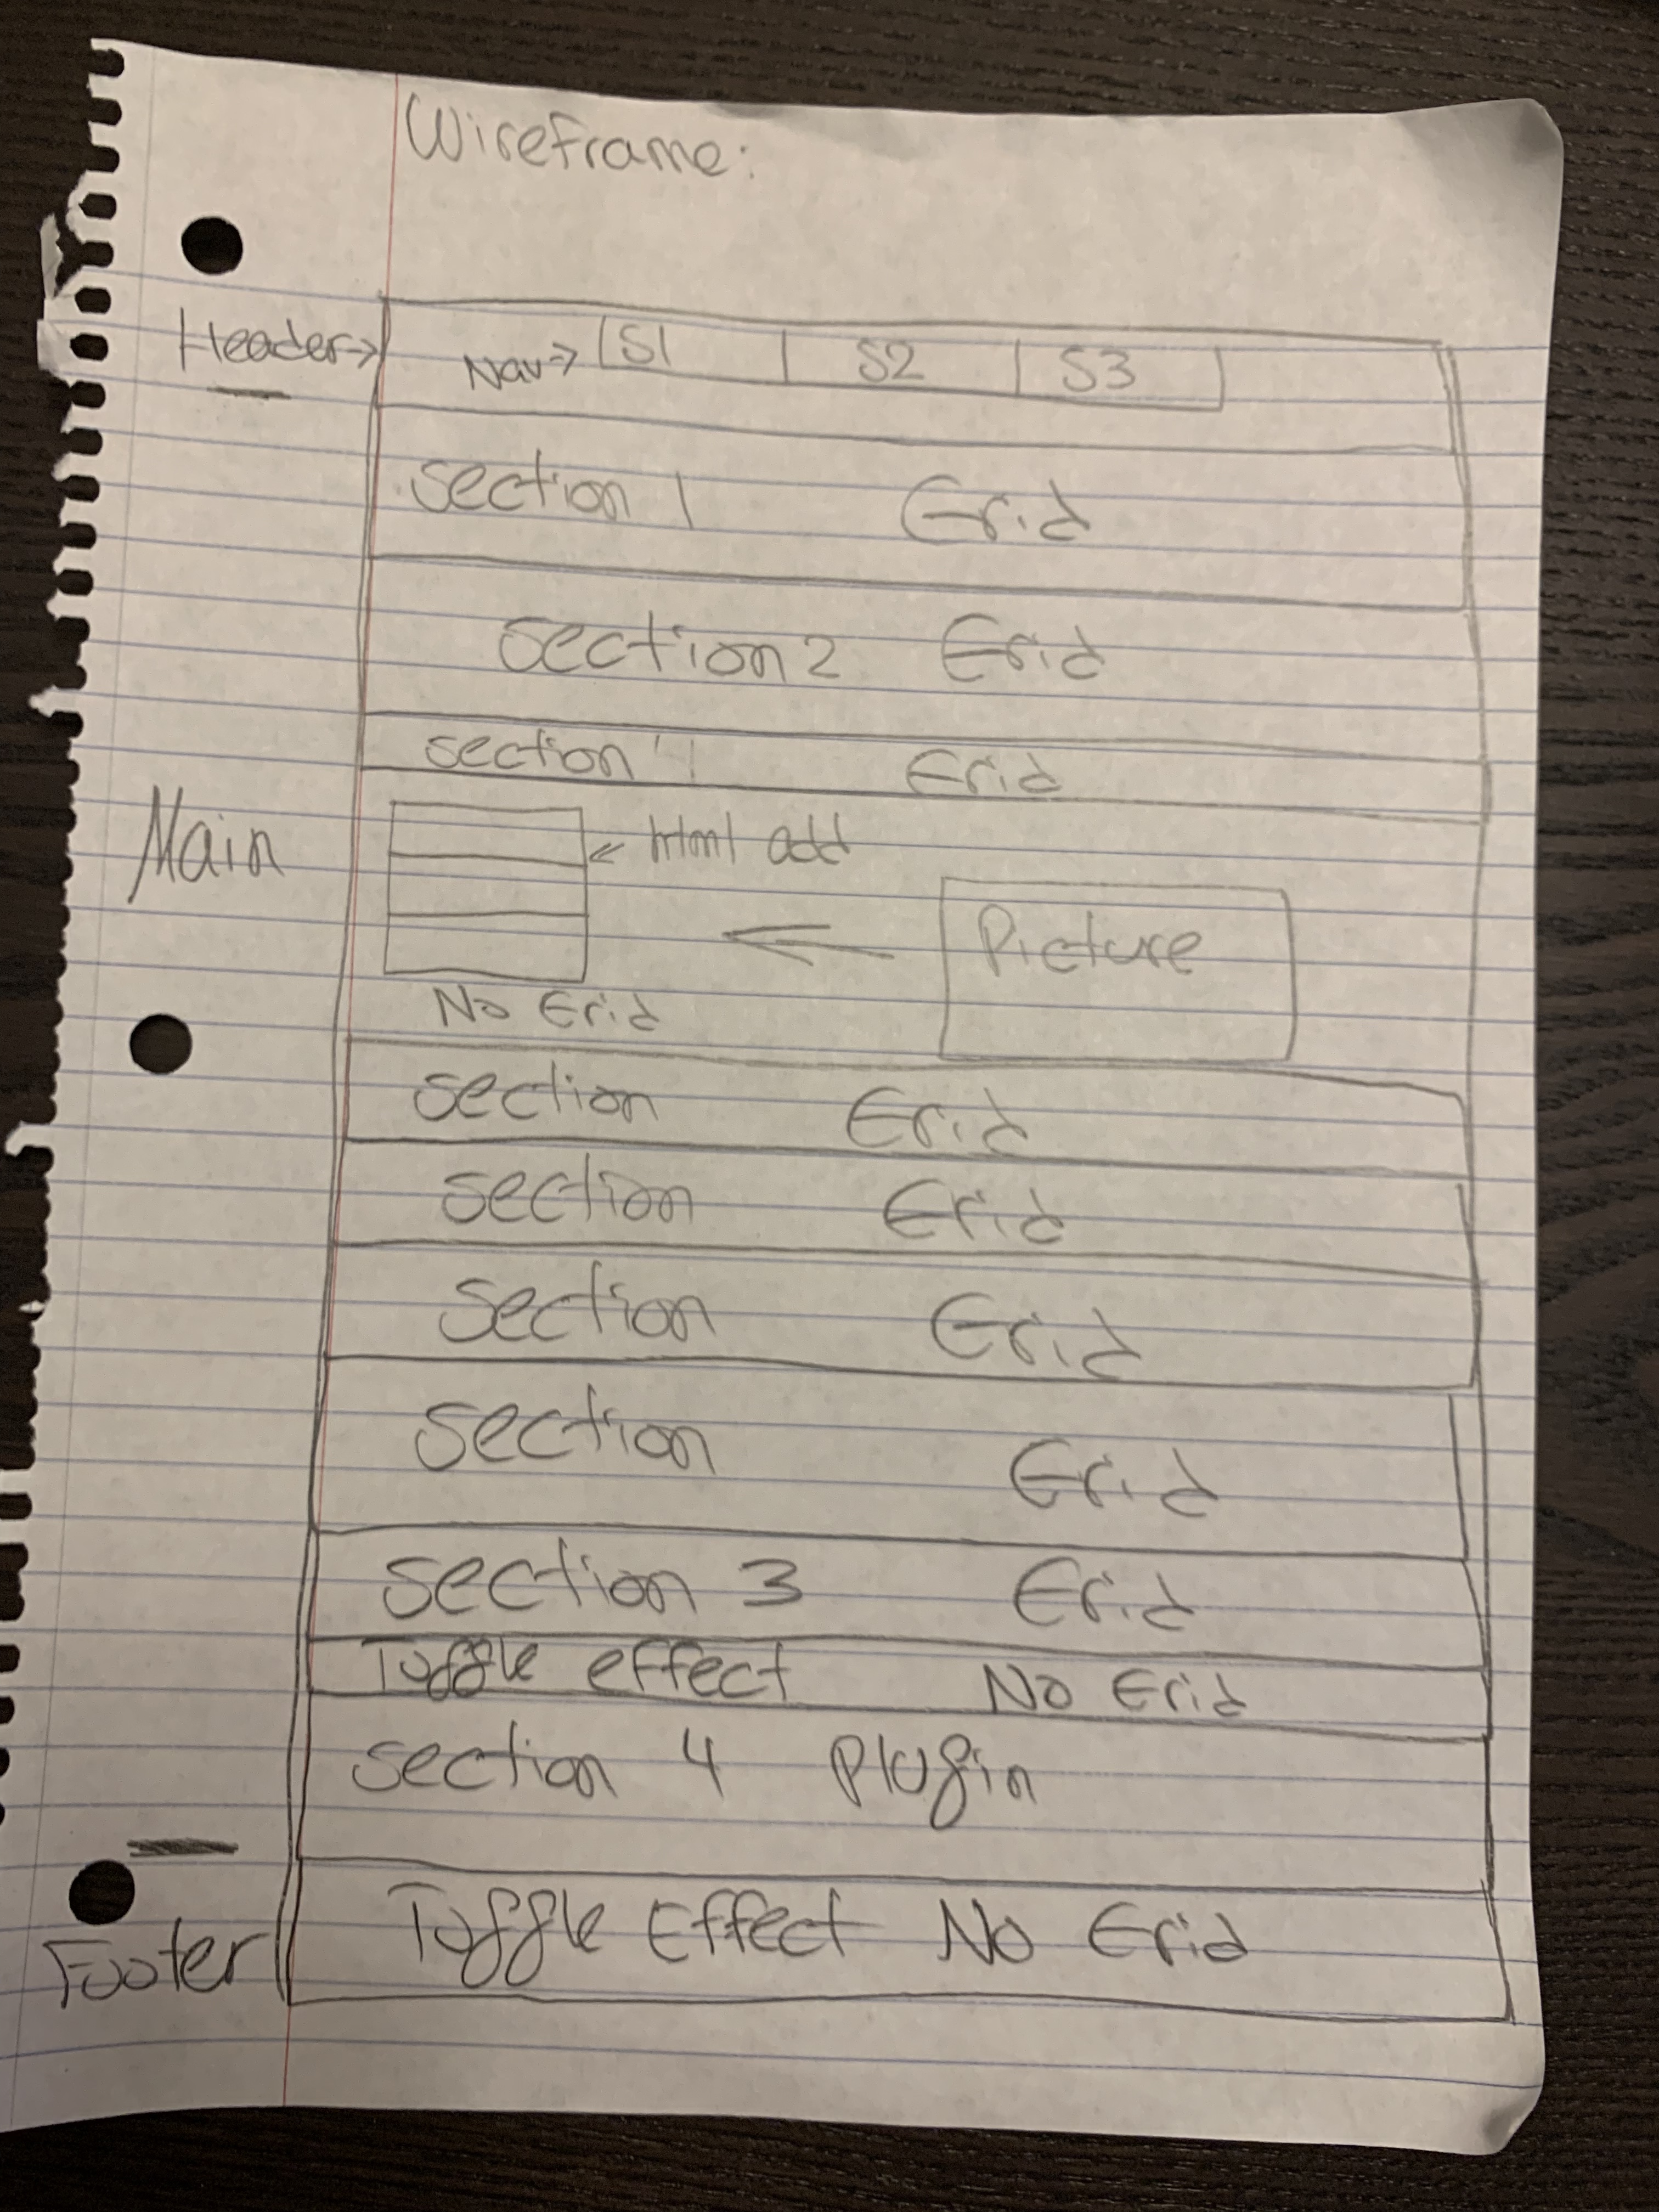 Wireframe:
Header→ Nav→ S1 S2 S3
section 1 Grid
section 2 Grid
section Grid
Main
← html add
Picture
No Grid
section Grid
section Grid
section Grid
section Grid
section 3 Grid
Toggle effect No Grid
section 4 Plugin
Footer Toggle Effect No Grid